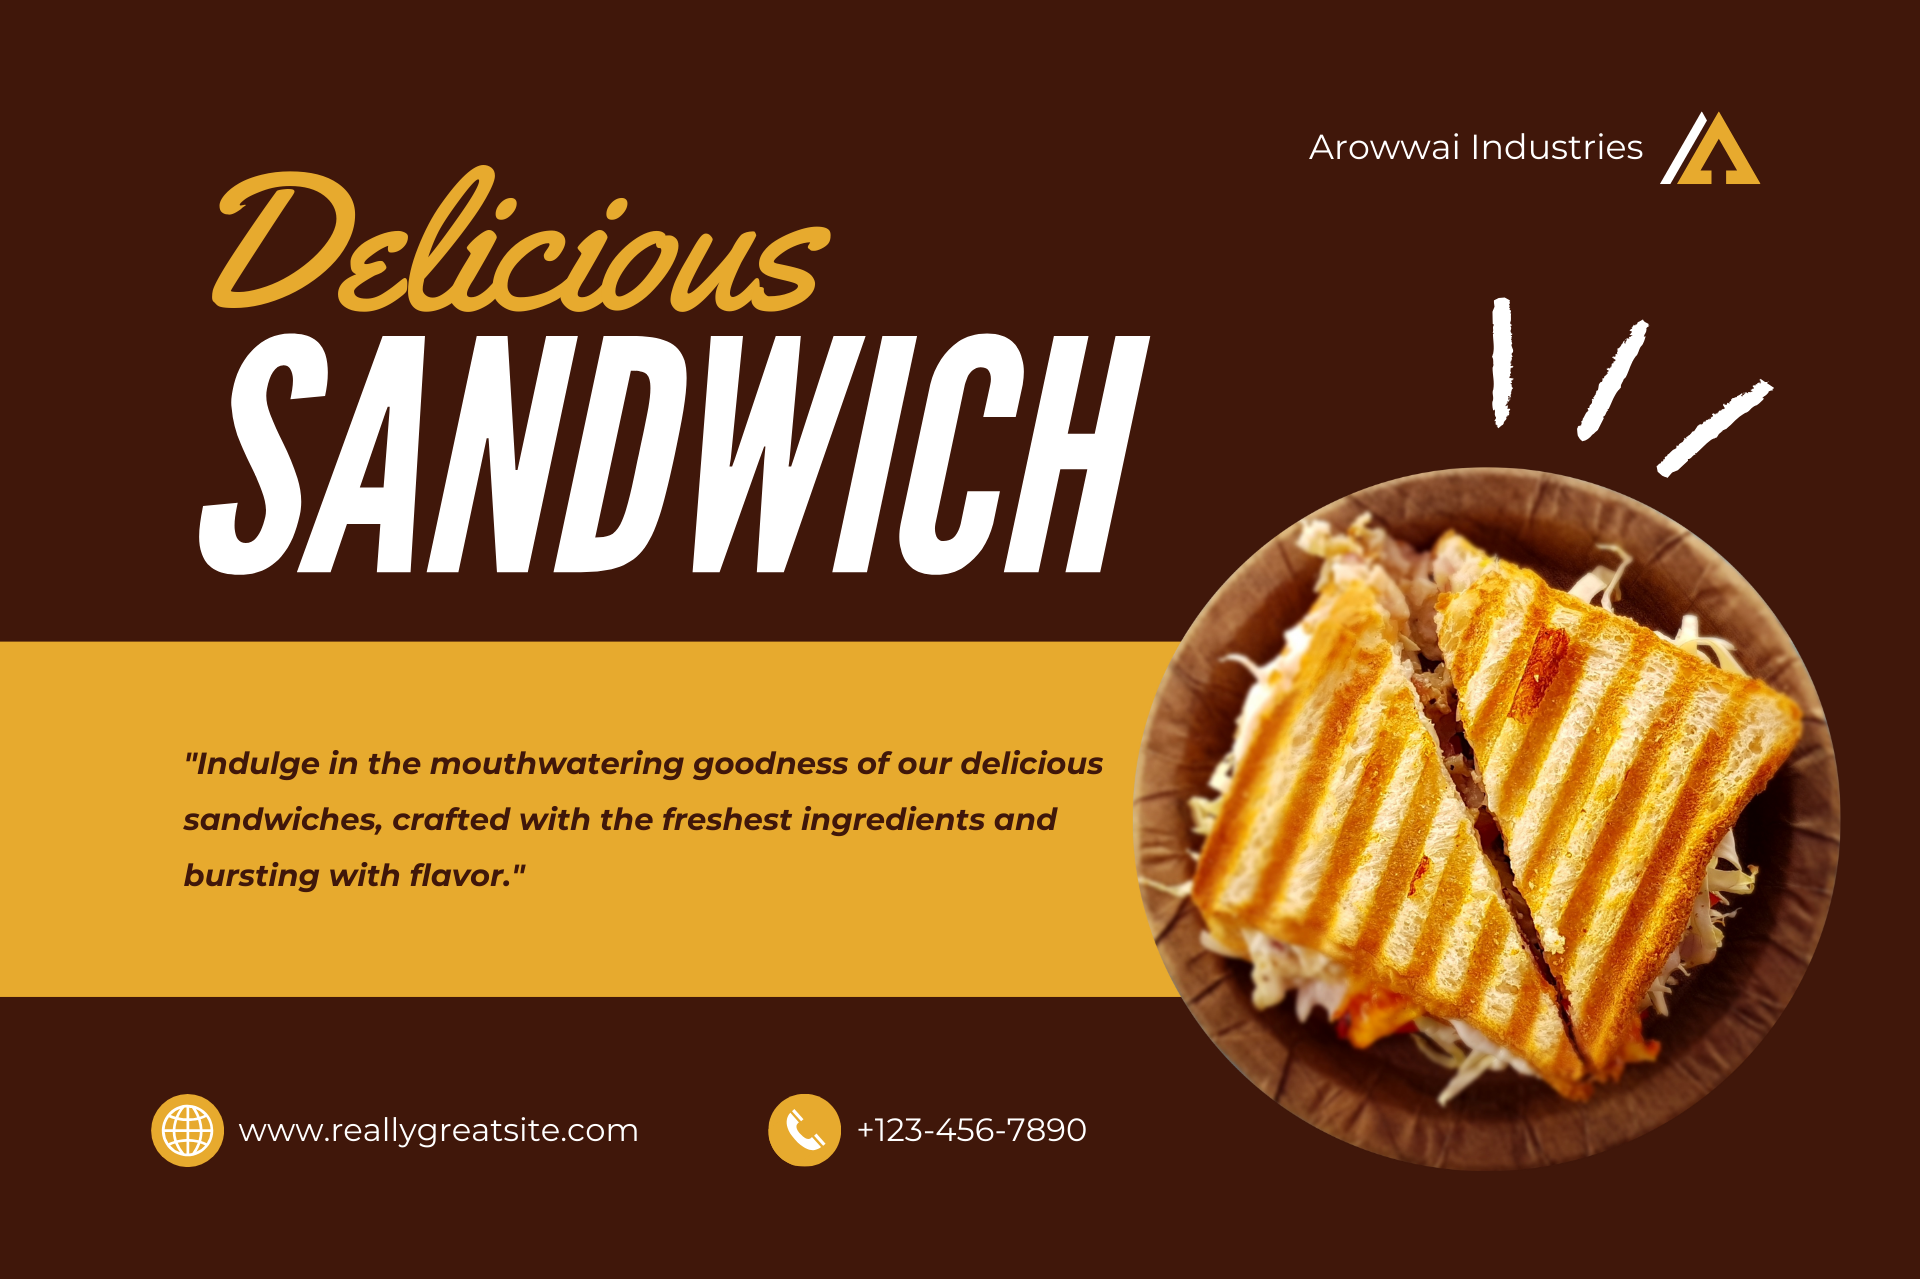 Arowwai Industries
Delicious
SANDWICH
"Indulge in the mouthwatering goodness of our delicious
sandwiches, crafted with the freshest ingredients and
bursting with flavor."
www.reallygreatsite.com
+123-456-7890